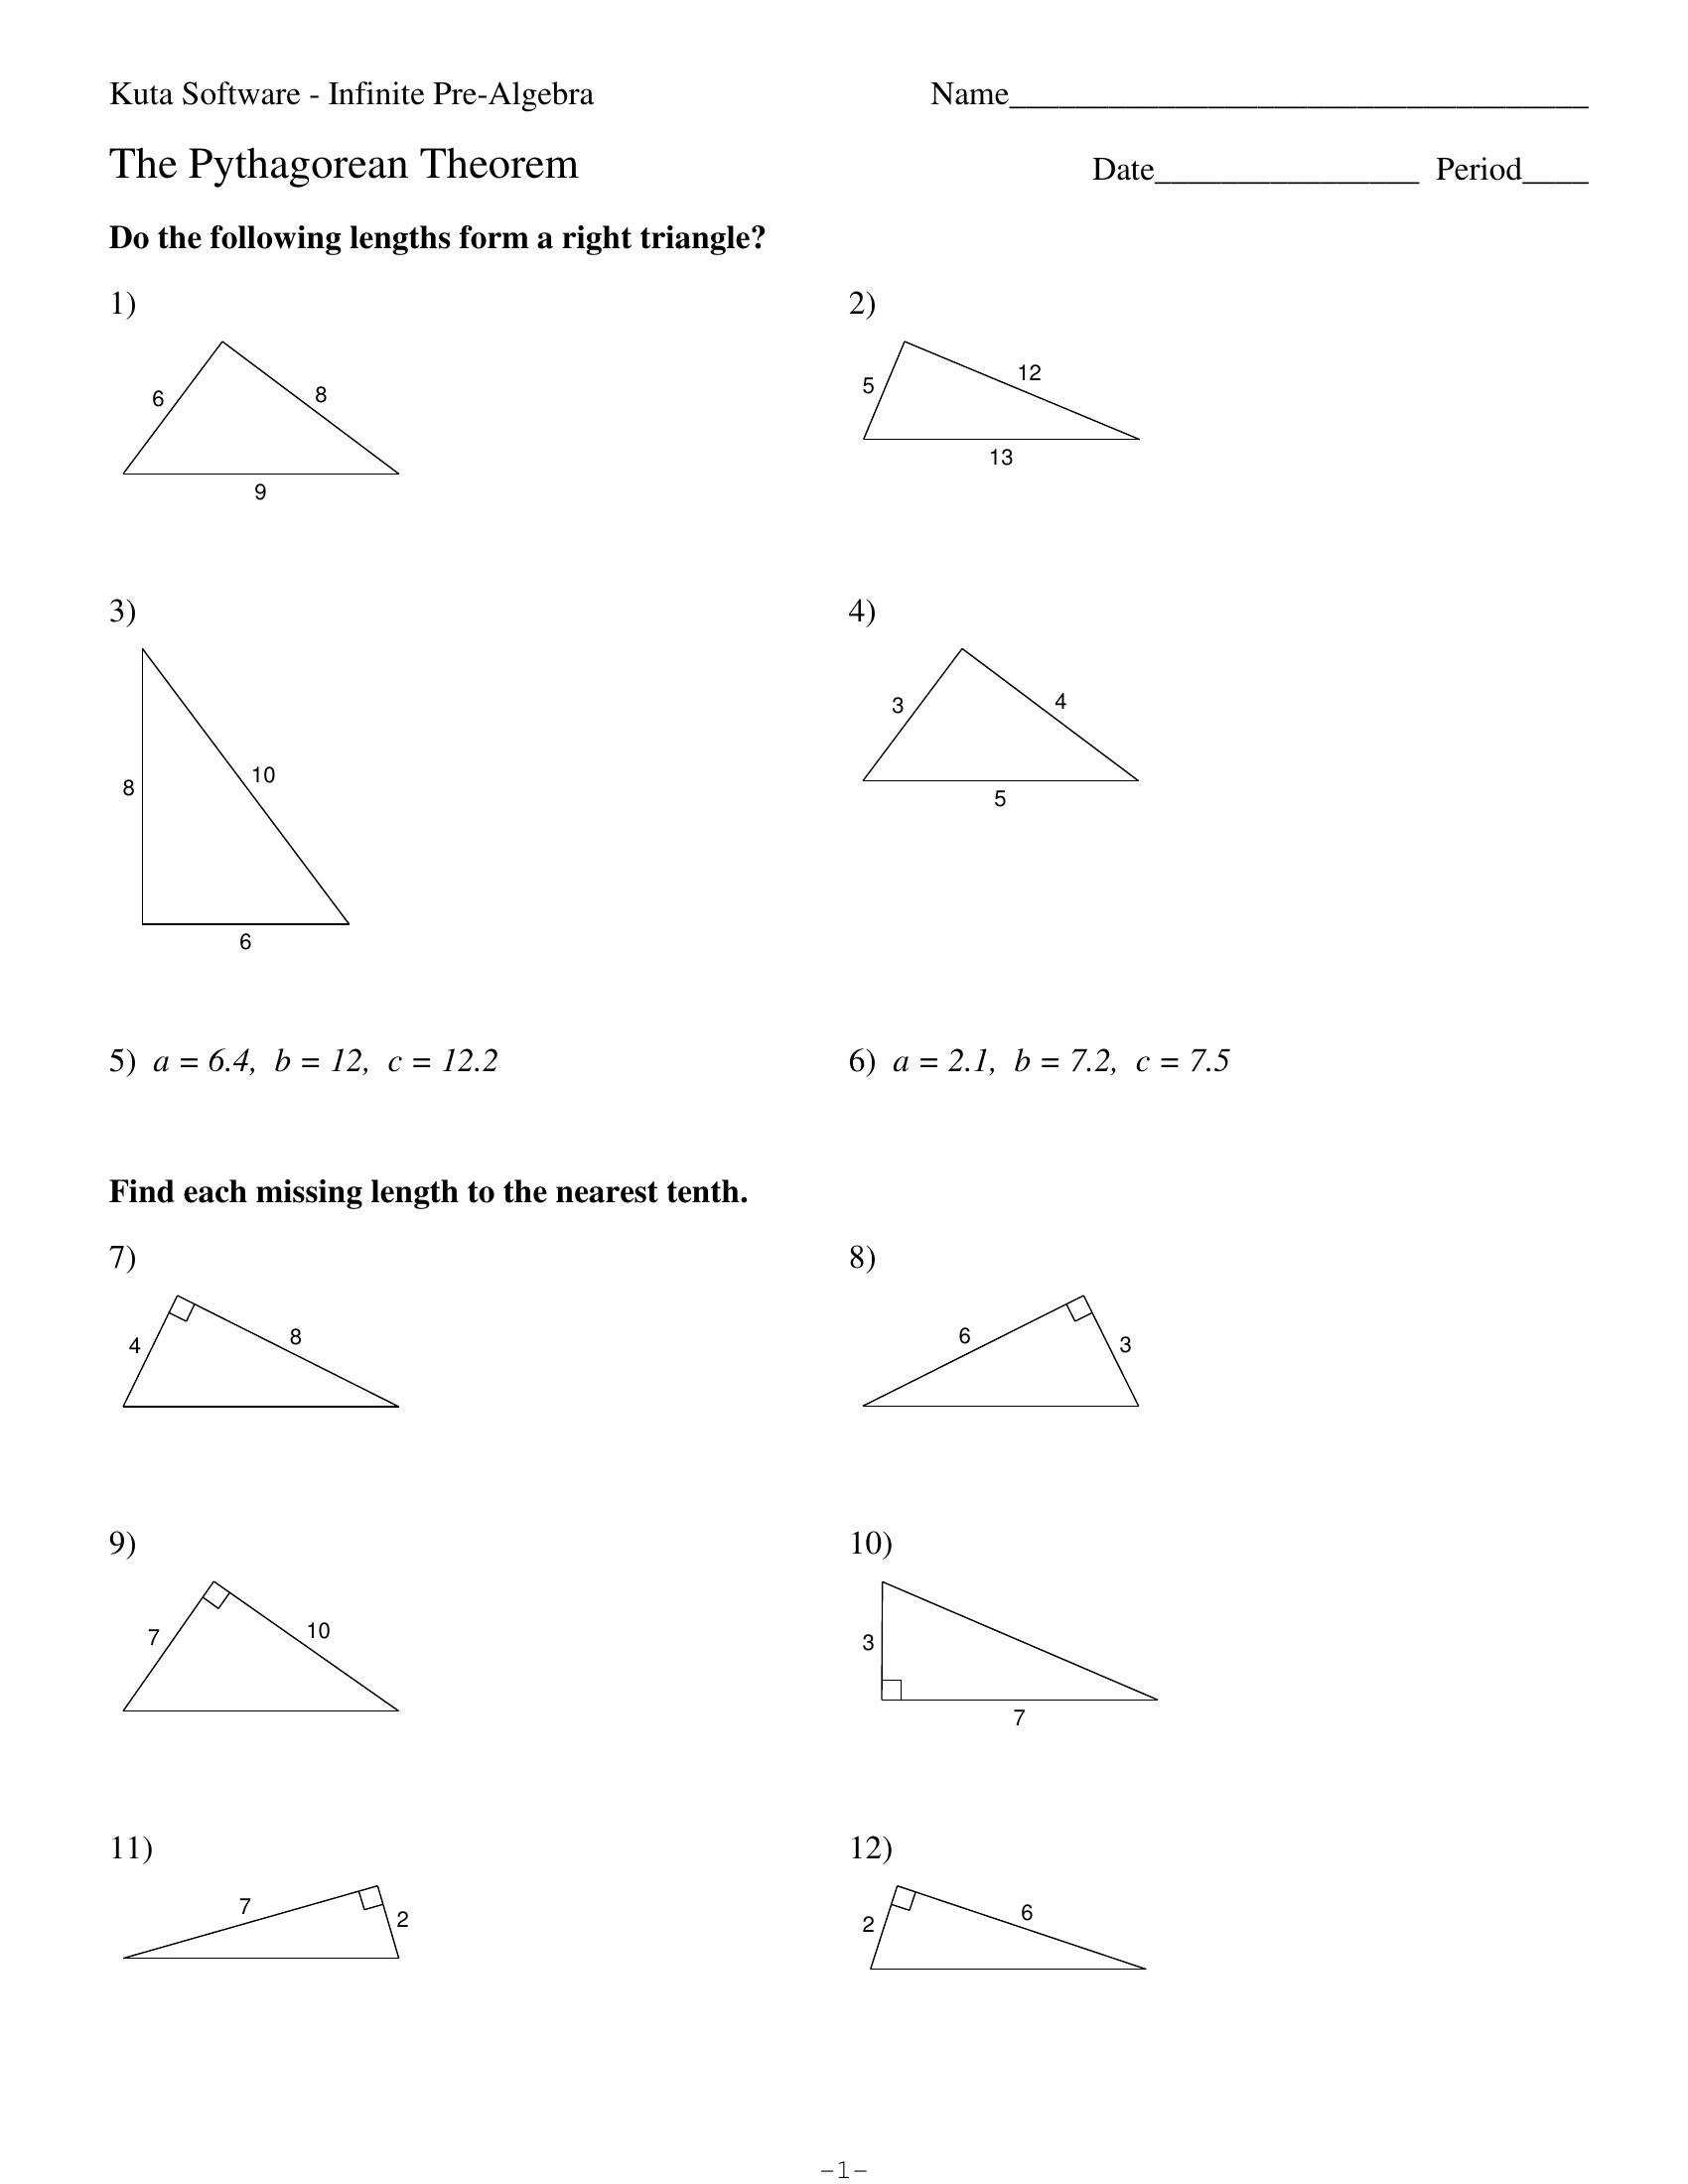 Kuta Software - Infinite Pre-Algebra Name___________________________________
The Pythagorean Theorem Date________________ Period____
Do the following lengths form a right triangle?
1) 2)
6 8 9
5 12 13
3) 4)
8 10 6
3 4 5
5) a = 6.4, b = 12, c = 12.2 6) a = 2.1, b = 7.2, c = 7.5
Find each missing length to the nearest tenth.
7) 8)
4 8
6 3
9) 10)
7 10
3 7
11) 12)
7 2
2 6
-1-